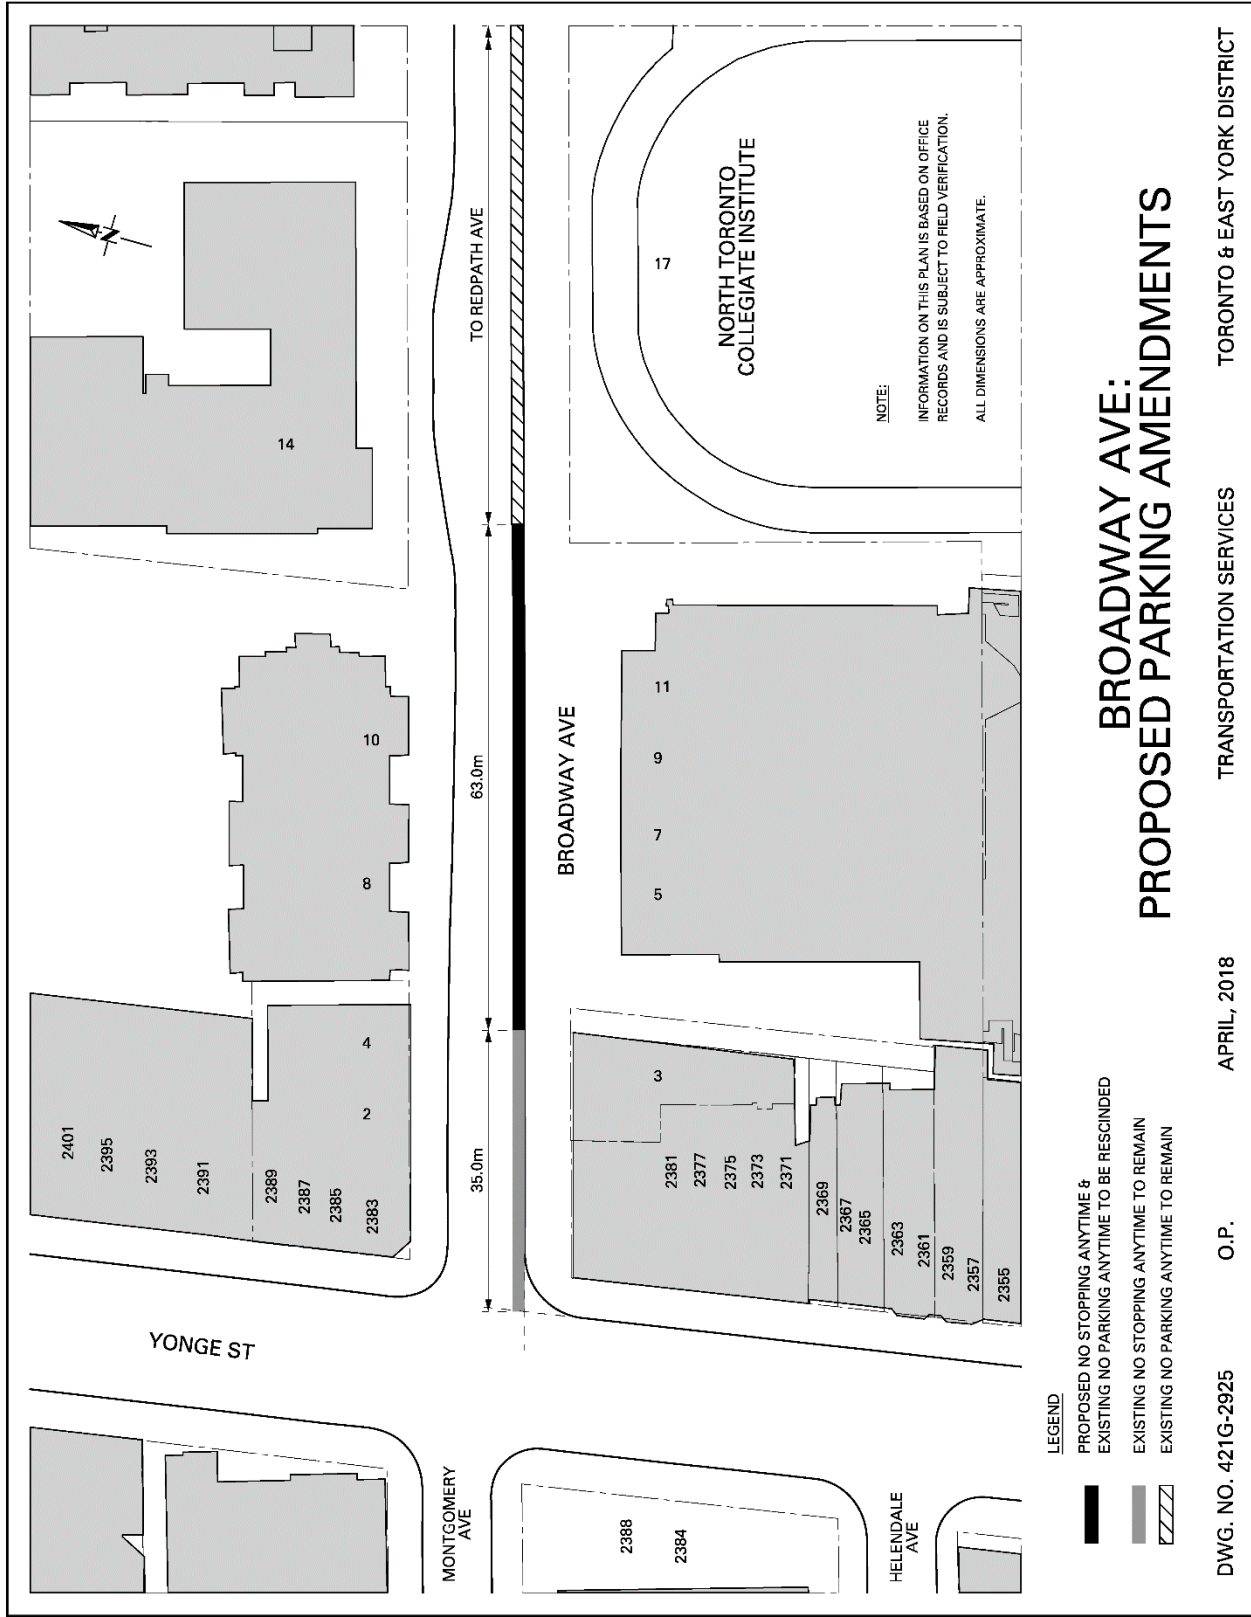 2401
2395
2393
2391
2389
2387
2385
2383
2
4
8
10
14
N
YONGE ST
MONTGOMERY
AVE
35.0m
63.0m
TO REDPATH AVE
BROADWAY AVE
3
5
7
9
11
17
NORTH TORONTO
COLLEGIATE INSTITUTE
2381
2377
2375
2373
2371
2369
2367
2365
2363
2361
2359
2357
2355
2388
2384
HELENDALE
AVE
NOTE:
INFORMATION ON THIS PLAN IS BASED ON OFFICE
RECORDS AND IS SUBJECT TO FIELD VERIFICATION.
ALL DIMENSIONS ARE APPROXIMATE.
LEGEND
PROPOSED NO STOPPING ANYTIME &
EXISTING NO PARKING ANYTIME TO BE RESCINDED
EXISTING NO STOPPING ANYTIME TO REMAIN
EXISTING NO PARKING ANYTIME TO REMAIN
BROADWAY AVE:
PROPOSED PARKING AMENDMENTS
DWG. NO. 421G-2925
O.P.
APRIL, 2018
TRANSPORTATION SERVICES
TORONTO & EAST YORK DISTRICT